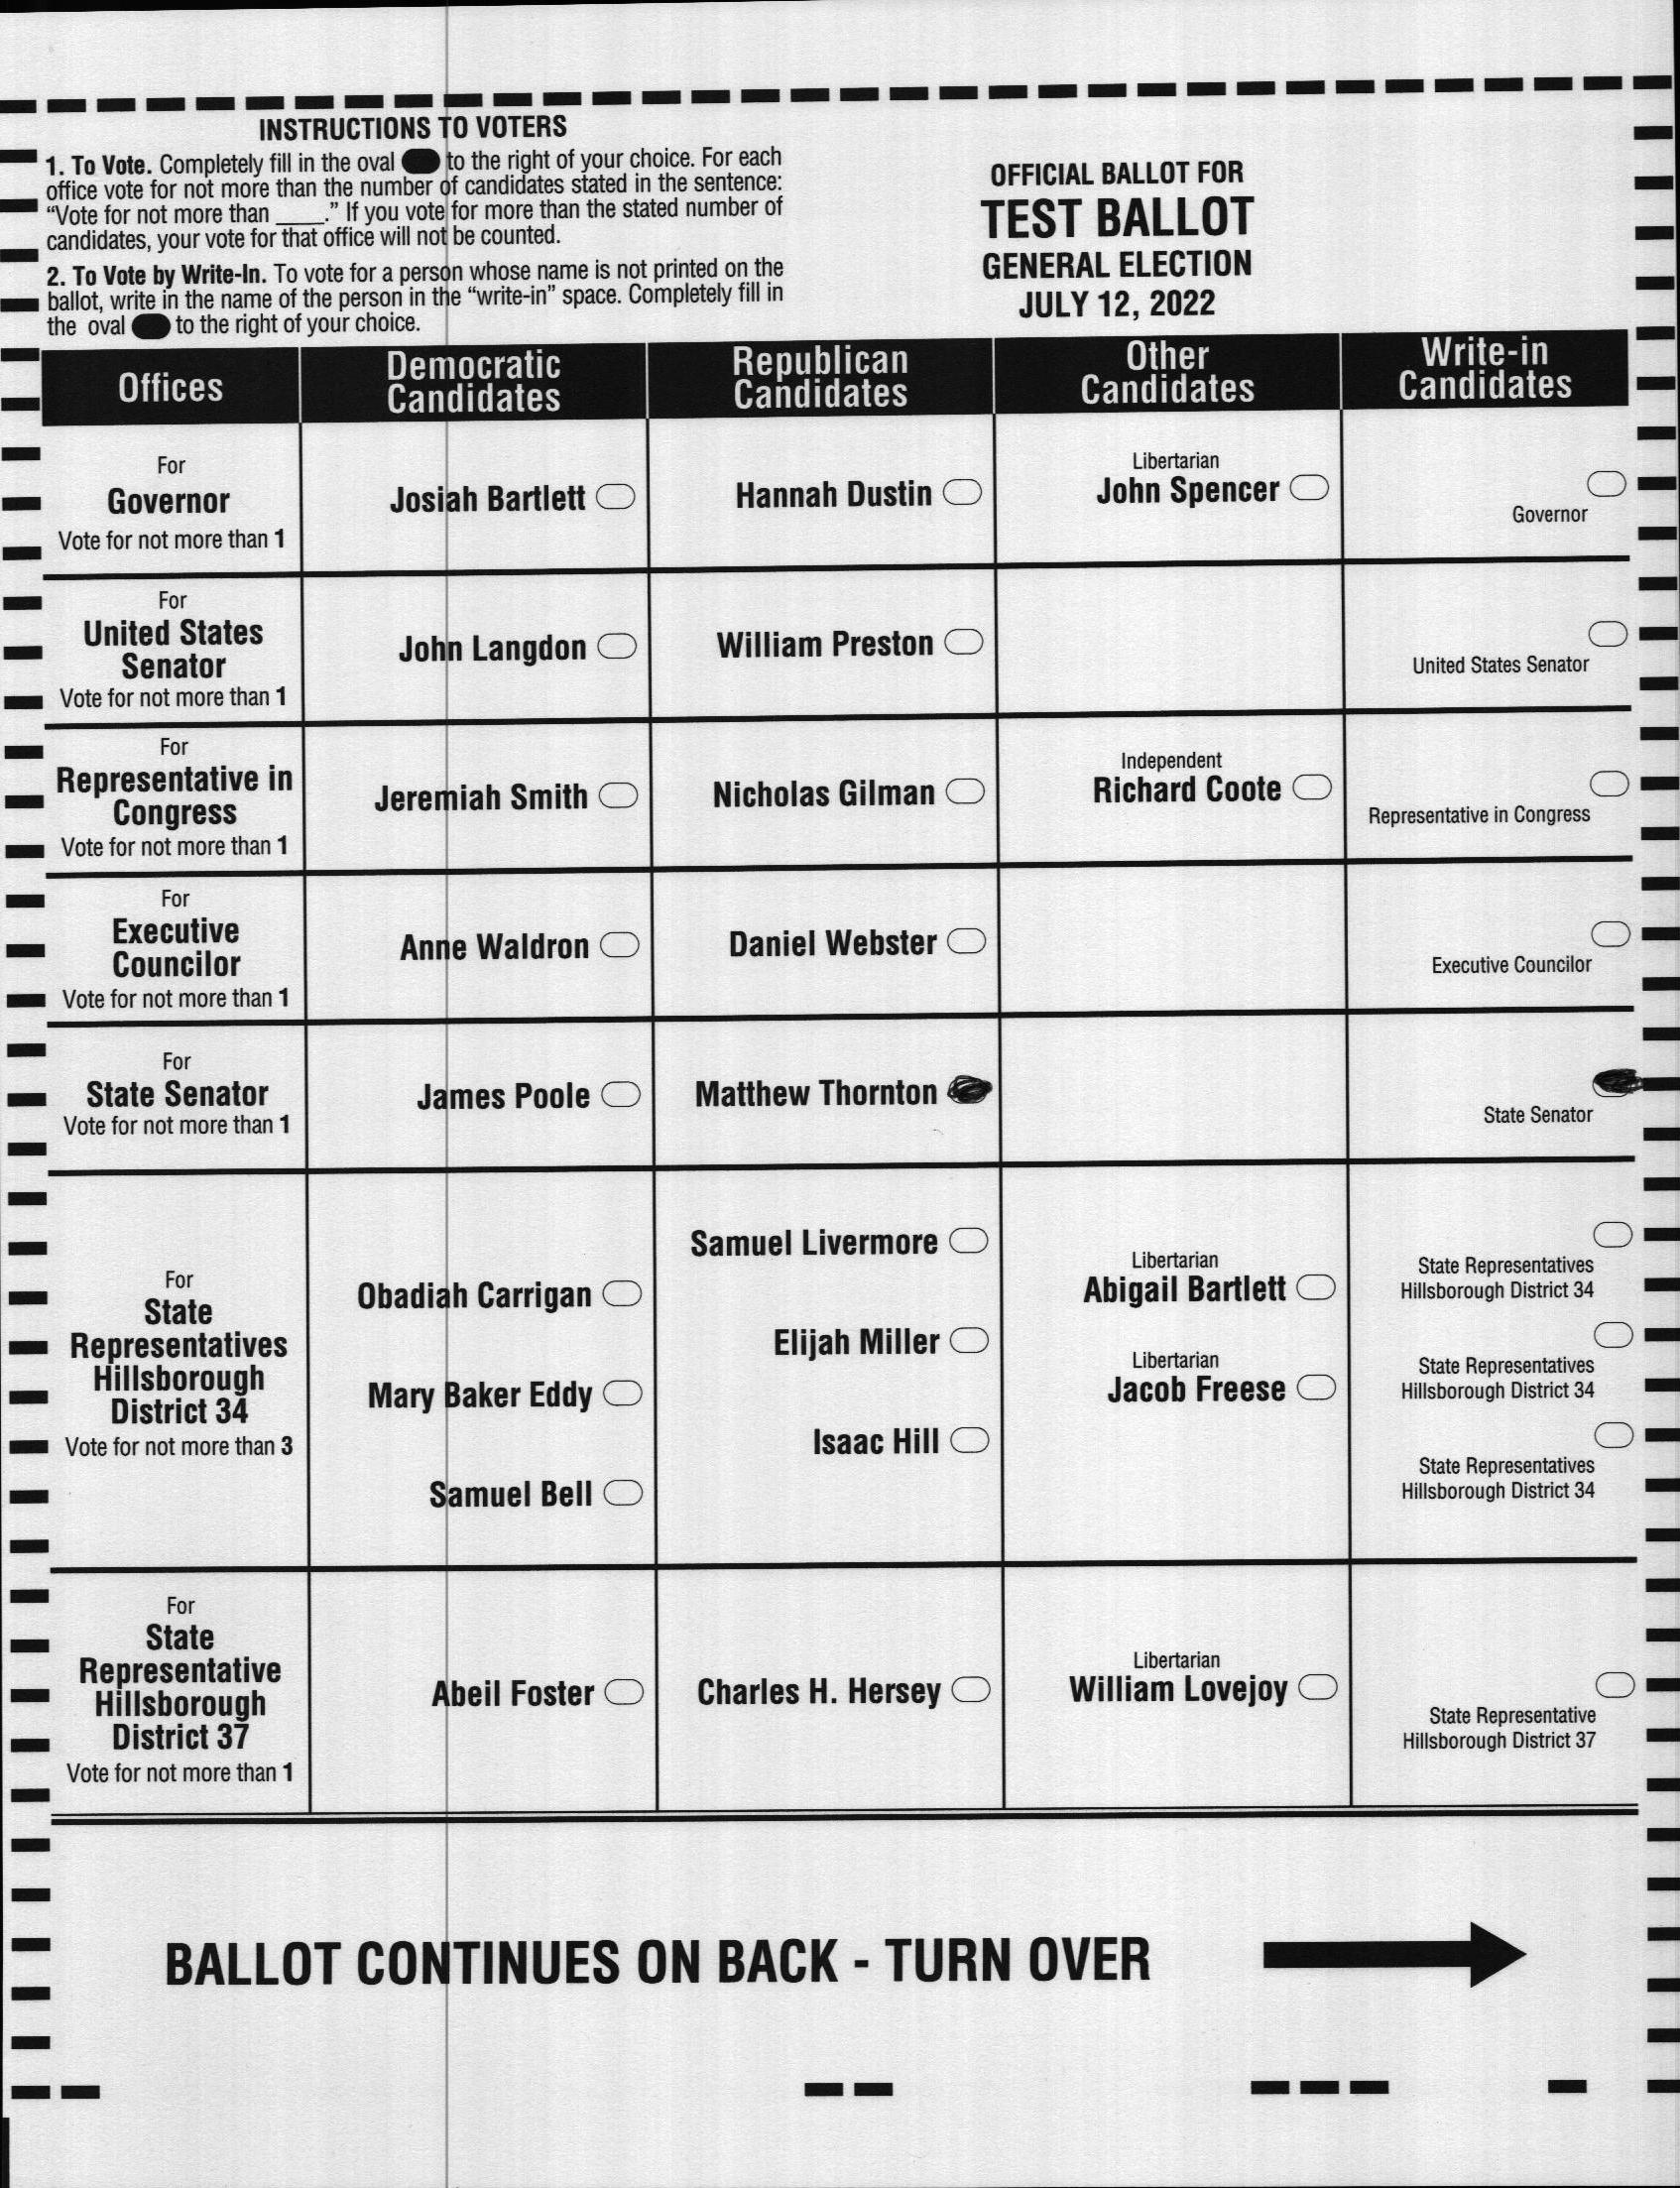 INSTRUCTIONS TO VOTERS
1. To Vote. Completely fill in the oval to the right of your choice. For each
office vote for not more than the number of candidates stated in the sentence:
“Vote for not more than ____.” If you vote for more than the stated number of
candidates, your vote for that office will not be counted.
2. To Vote by Write-In. To vote for a person whose name is not printed on the
ballot, write in the name of the person in the “write-in” space. Completely fill in
the oval to the right of your choice.
OFFICIAL BALLOT FOR
TEST BALLOT
GENERAL ELECTION
JULY 12, 2022
Offices
Democratic
Candidates
Republican
Candidates
Other
Candidates
Write-in
Candidates
For
Governor
Vote for not more than 1
Josiah Bartlett
Hannah Dustin
Libertarian
John Spencer
Governor
For
United States
Senator
Vote for not more than 1
John Langdon
William Preston
United States Senator
For
Representative in
Congress
Vote for not more than 1
Jeremiah Smith
Nicholas Gilman
Independent
Richard Coote
Representative in Congress
For
Executive
Councilor
Vote for not more than 1
Anne Waldron
Daniel Webster
Executive Councilor
For
State Senator
Vote for not more than 1
James Poole
Matthew Thornton
State Senator
For
State
Representatives
Hillsborough
District 34
Vote for not more than 3
Obadiah Carrigan
Mary Baker Eddy
Samuel Bell
Samuel Livermore
Elijah Miller
Isaac Hill
Libertarian
Abigail Bartlett
Libertarian
Jacob Freese
State Representatives
Hillsborough District 34
State Representatives
Hillsborough District 34
State Representatives
Hillsborough District 34
For
State
Representative
Hillsborough
District 37
Vote for not more than 1
Abeil Foster
Charles H. Hersey
Libertarian
William Lovejoy
State Representative
Hillsborough District 37
BALLOT CONTINUES ON BACK - TURN OVER